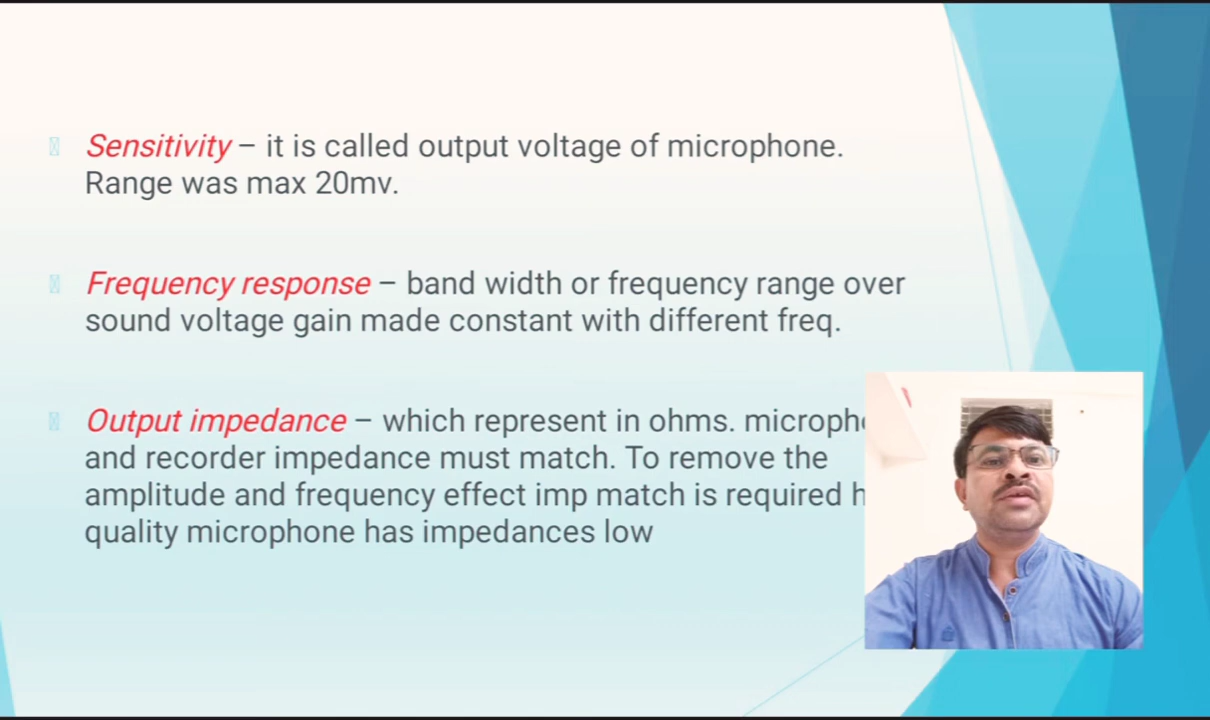 Sensitivity – it is called output voltage of microphone.
Range was max 20mv.
Frequency response – band width or frequency range over
sound voltage gain made constant with different freq.
Output impedance – which represent in ohms.
and recorder impedance must match. To remove the
amplitude and frequency effect imp match is required
quality microphone has impedances low